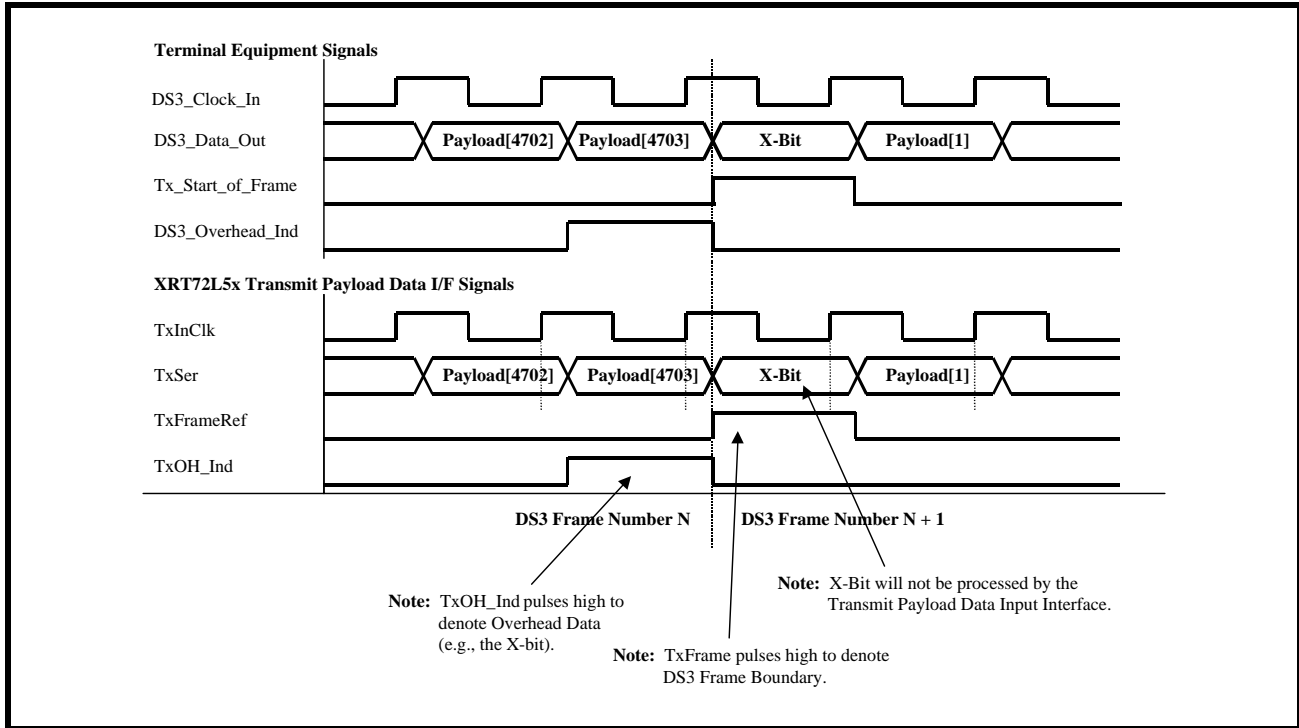 Terminal Equipment Signals
DS3_Clock_In
DS3_Data_Out
Payload[4702] Payload[4703] X-Bit Payload[1]
Tx_Start_of_Frame
DS3_Overhead_Ind
XRT72L5x Transmit Payload Data I/F Signals
TxInClk
TxSer
Payload[4702] Payload[4703] X-Bit Payload[1]
TxFrameRef
TxOH_Ind
DS3 Frame Number N DS3 Frame Number N + 1
Note: X-Bit will not be processed by the
Transmit Payload Data Input Interface.
Note: TxOH_Ind pulses high to
denote Overhead Data
(e.g., the X-bit).
Note: TxFrame pulses high to denote
DS3 Frame Boundary.